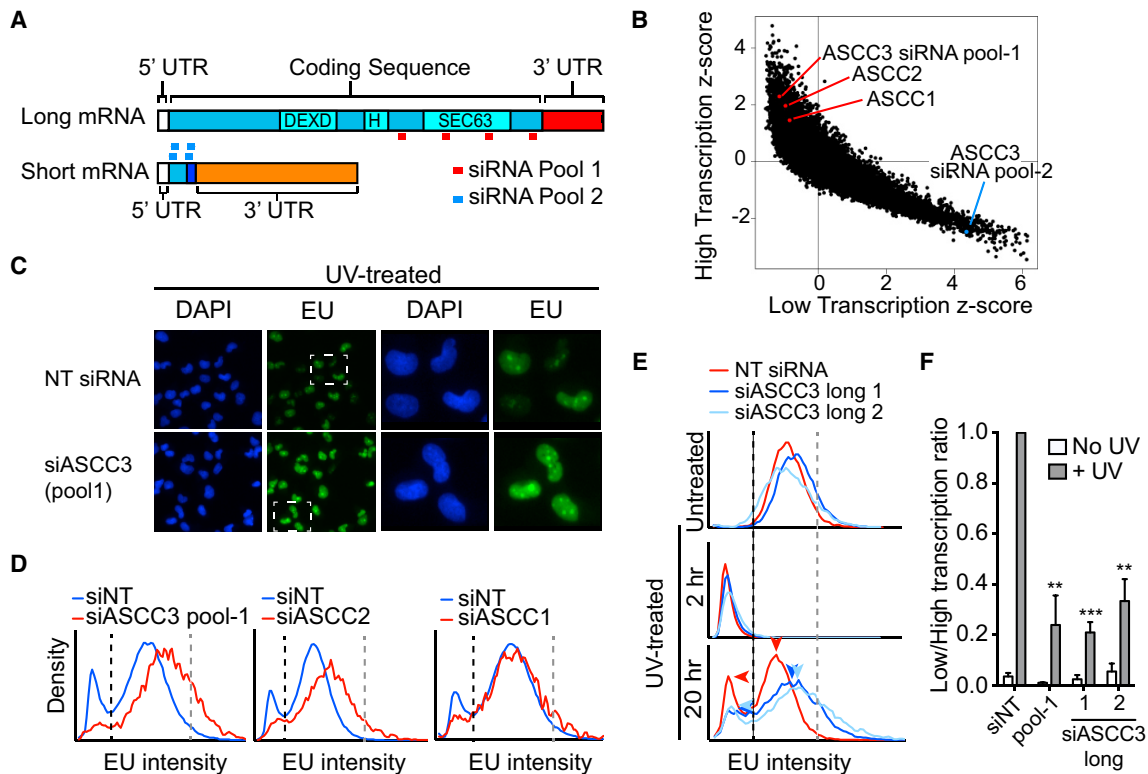 A
5’ UTR
Coding Sequence
3’ UTR
Long mRNA
DEXD
H
SEC63
Short mRNA
siRNA Pool 1
siRNA Pool 2
5’ UTR
3’ UTR
B
High Transcription z-score
4
2
0
-2
ASCC3 siRNA pool-1
ASCC2
ASCC1
ASCC3
siRNA pool-2
0
2
4
6
Low Transcription z-score
C
UV-treated
DAPI
EU
DAPI
EU
NT siRNA
siASCC3
(pool1)
D
siNT
siASCC3 pool-1
siNT
siASCC2
siNT
siASCC1
Density
EU intensity
EU intensity
EU intensity
E
NT siRNA
siASCC3 long 1
siASCC3 long 2
Untreated
UV-treated
2 hr
20 hr
EU intensity
F
Low/High transcription ratio
1.0
0.8
0.6
0.4
0.2
0.0
No UV
+ UV
**
***
**
siNT
pool-1
1
2
siASCC3
long